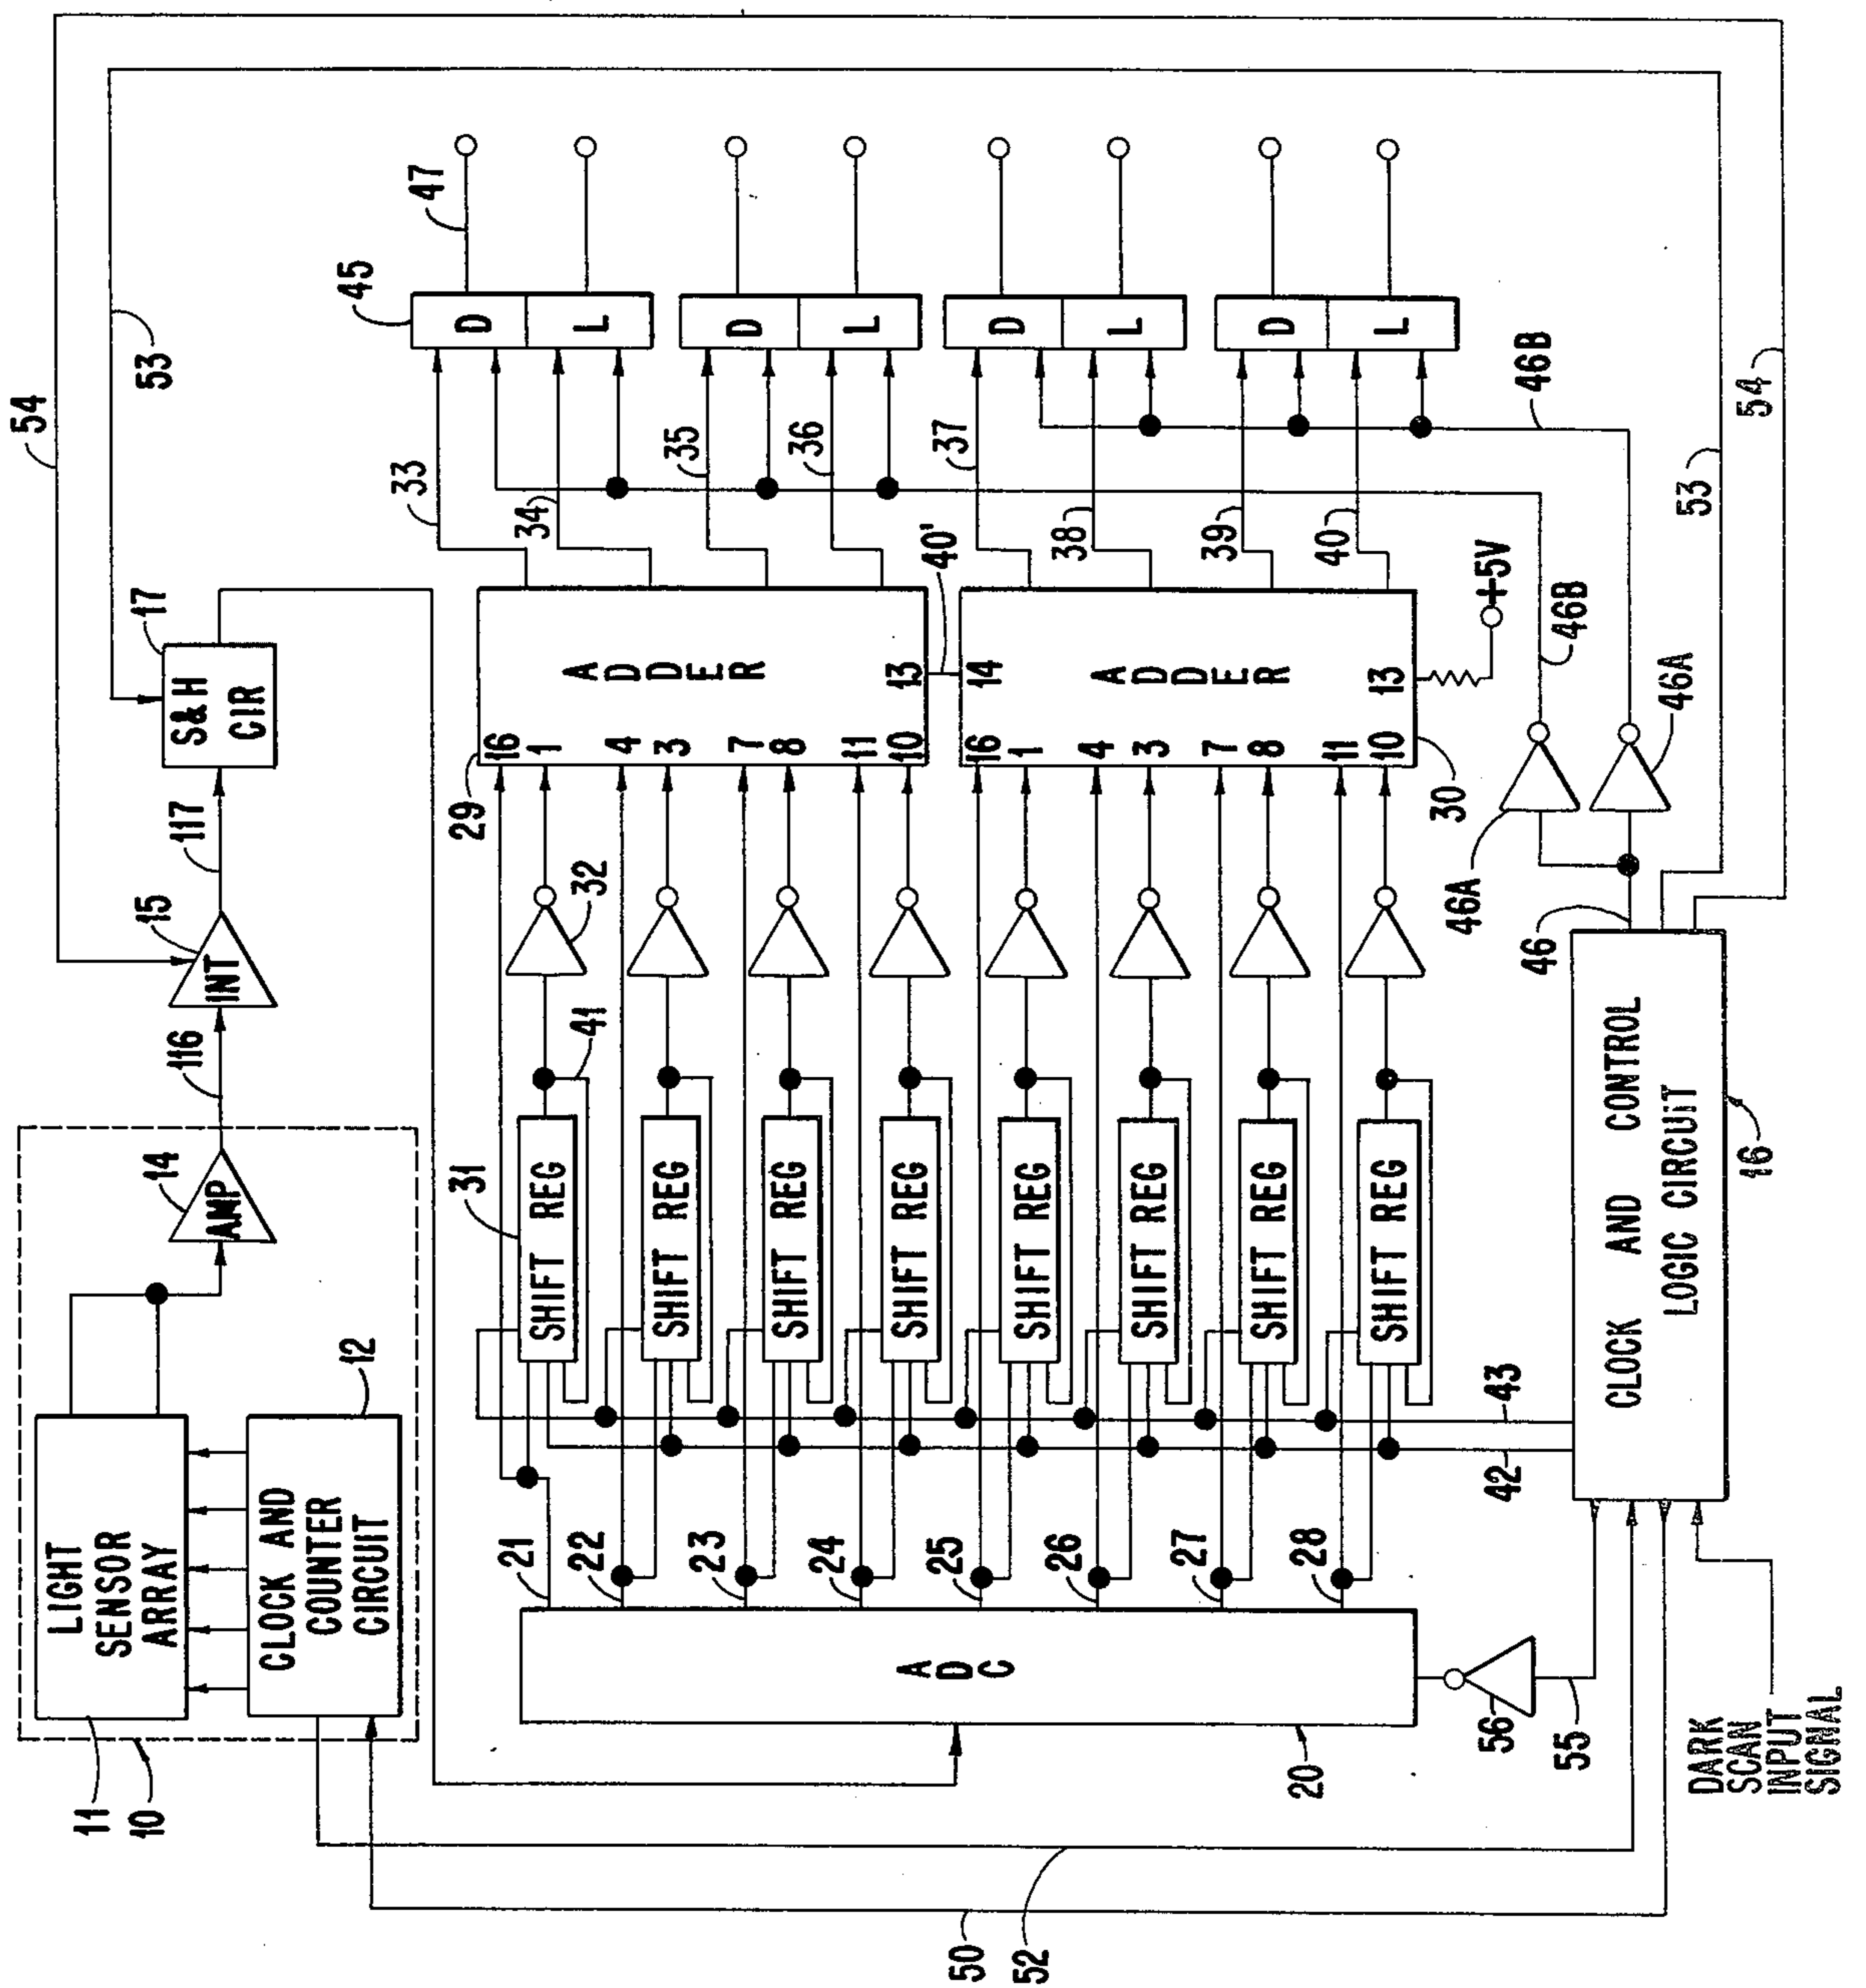 LIGHT
SENSOR
ARRAY
CLOCK AND
COUNTER
CIRCUIT
11
10
12
AMP
14
116
INT
15
117
S&H
CIR
17
54
53
50
52
ADC
20
21
22
23
24
25
26
27
28
56
55
SHIFT REG
SHIFT REG
SHIFT REG
SHIFT REG
SHIFT REG
SHIFT REG
SHIFT REG
SHIFT REG
31
41
32
42
43
29
16
1
4
3
7
8
11
10
ADDER
13
40'
16
1
4
3
7
8
11
10
14
ADDER
13
30
+5V
33
34
35
36
37
38
39
40
45
47
D
L
D
L
D
L
D
L
46B
46B
46A
46A
46
53
54
CLOCK AND CONTROL
LOGIC CIRCUIT
16
DARK
SCAN
INPUT
SIGNAL